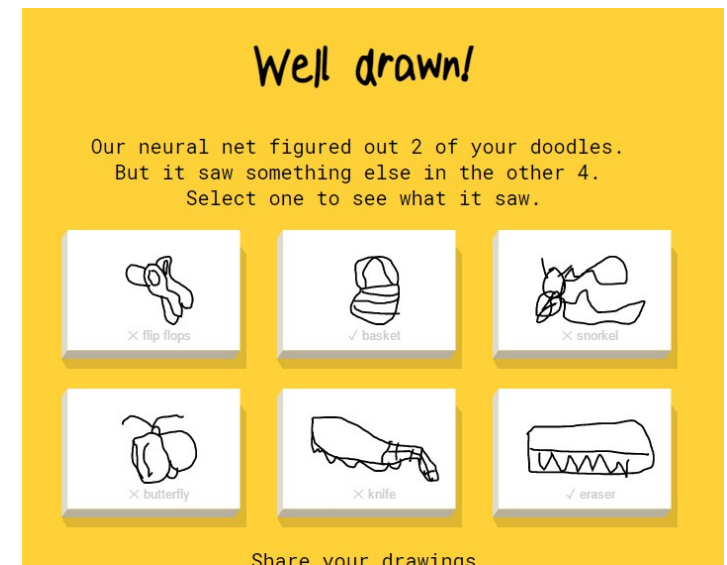 Well drawn!
Our neural net figured out 2 of your doodles.
But it saw something else in the other 4.
Select one to see what it saw.
× flip flops
✓ basket
× snorkel
× butterfly
× knife
✓ eraser
Share your drawings